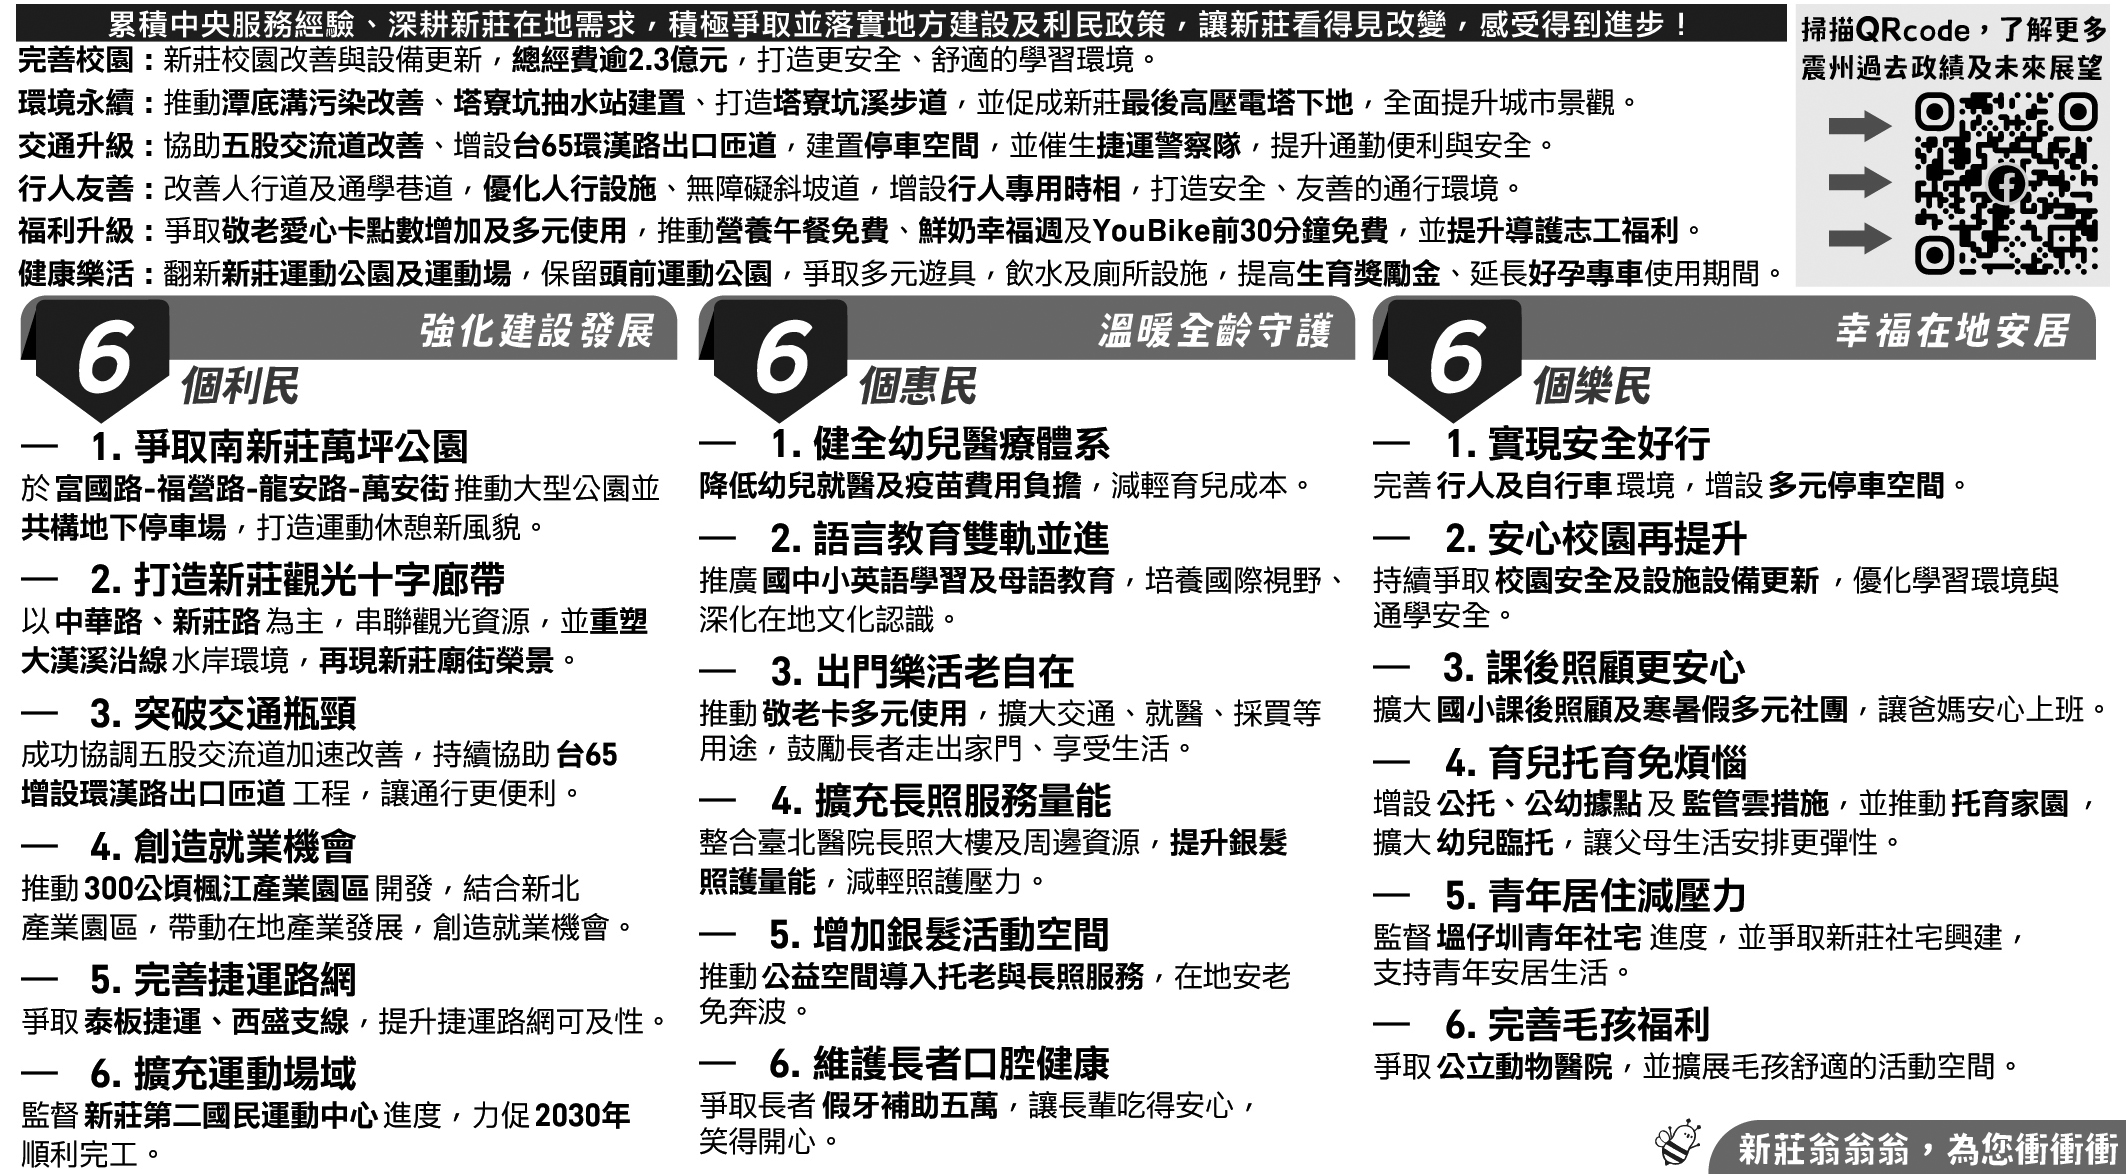 累積中央服務經驗、深耕新莊在地需求，積極爭取並落實地方建設及利民政策，讓新莊看得見改變，感受得到進步！
完善校園：新莊校園改善與設備更新，總經費逾2.3億元，打造更安全、舒適的學習環境。
環境永續：推動潭底溝污染改善、塔寮坑抽水站建置、打造塔寮坑溪步道，並促成新莊最後高壓電塔下地，全面提升城市景觀。
交通升級：協助五股交流道改善、增設台65環漢路出口匝道，建置停車空間，並催生捷運警察隊，提升通勤便利與安全。
行人友善：改善人行道及通學巷道，優化人行設施、無障礙斜坡道，增設行人專用時相，打造安全、友善的通行環境。
福利升級：爭取敬老愛心卡點數增加及多元使用，推動營養午餐免費、鮮奶幸福週及YouBike前30分鐘免費，並提升導護志工福利。
健康樂活：翻新新莊運動公園及運動場，保留頭前運動公園，爭取多元遊具，飲水及廁所設施，提高生育獎勵金、延長好孕專車使用期間。
掃描QRcode，了解更多
震州過去政績及未來展望
6
強化建設發展
個利民
— 1. 爭取南新莊萬坪公園
於富國路-福營路-龍安路-萬安街推動大型公園並
共構地下停車場，打造運動休憩新風貌。
— 2. 打造新莊觀光十字廊帶
以中華路、新莊路為主，串聯觀光資源，並重塑
大漢溪沿線水岸環境，再現新莊廟街榮景。
— 3. 突破交通瓶頸
成功協調五股交流道加速改善，持續協助台65
增設環漢路出口匝道工程，讓通行更便利。
— 4. 創造就業機會
推動300公頃楓江產業園區開發，結合新北
產業園區，帶動在地產業發展，創造就業機會。
— 5. 完善捷運路網
爭取泰板捷運、西盛支線，提升捷運路網可及性。
— 6. 擴充運動場域
監督新莊第二國民運動中心進度，力促2030年
順利完工。
6
溫暖全齡守護
個惠民
— 1. 健全幼兒醫療體系
降低幼兒就醫及疫苗費用負擔，減輕育兒成本。
— 2. 語言教育雙軌並進
推廣國中小英語學習及母語教育，培養國際視野、
深化在地文化認識。
— 3. 出門樂活老自在
推動敬老卡多元使用，擴大交通、就醫、採買等
用途，鼓勵長者走出家門、享受生活。
— 4. 擴充長照服務量能
整合臺北醫院長照大樓及周邊資源，提升銀髮
照護量能，減輕照護壓力。
— 5. 增加銀髮活動空間
推動公益空間導入托老與長照服務，在地安老
免奔波。
— 6. 維護長者口腔健康
爭取長者假牙補助五萬，讓長輩吃得安心，
笑得開心。
6
幸福在地安居
個樂民
— 1. 實現安全好行
完善行人及自行車環境，增設多元停車空間。
— 2. 安心校園再提升
持續爭取校園安全及設施設備更新，優化學習環境與
通學安全。
— 3. 課後照顧更安心
擴大國小課後照顧及寒暑假多元社團，讓爸媽安心上班。
— 4. 育兒托育免煩惱
增設公托、公幼據點及監管雲措施，並推動托育家園，
擴大幼兒臨托，讓父母生活安排更彈性。
— 5. 青年居住減壓力
監督塭仔圳青年社宅進度，並爭取新莊社宅興建，
支持青年安居生活。
— 6. 完善毛孩福利
爭取公立動物醫院，並擴展毛孩舒適的活動空間。
新莊翁翁翁，為您衝衝衝